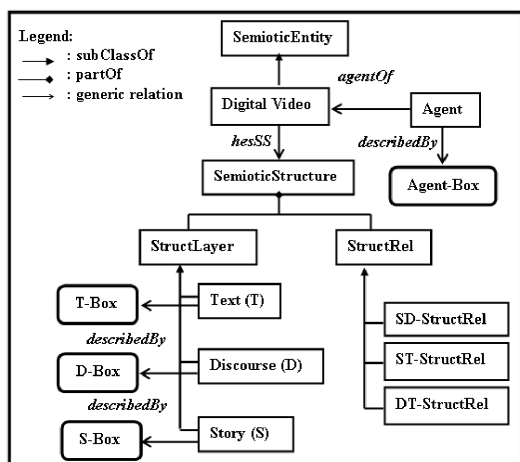 Legend:
: subClassOf
: partOf
: generic relation
SemioticEntity
agentOf
Digital Video
Agent
hesSS
describedBy
SemioticStructure
Agent-Box
StructLayer
StructRel
T-Box
Text (T)
describedBy
SD-StructRel
D-Box
Discourse (D)
ST-StructRel
describedBy
DT-StructRel
S-Box
Story (S)